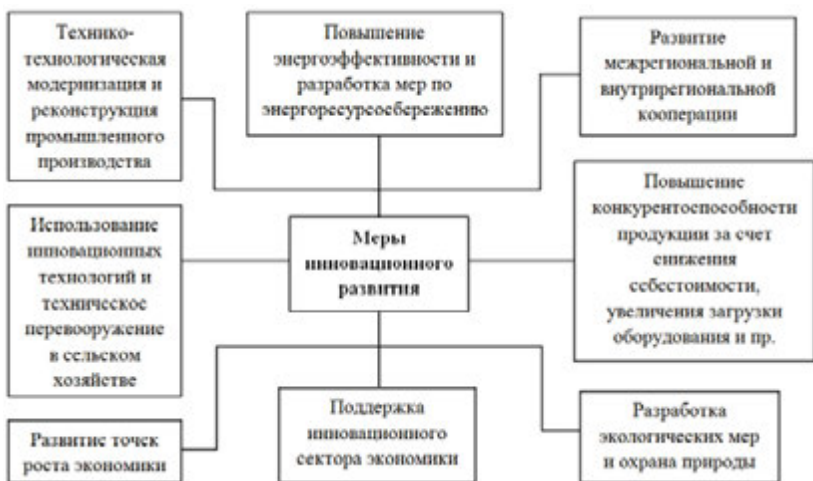 Технико-
технологическая
модернизация и
реконструкция
промышленного
производства
Повышение
энергоэффективности и
разработка мер по
энергоресурсосбережению
Развитие
межрегиональной и
внутрирегиональной
кооперации
Использование
инновационных
технологий и
техническое
перевооружение
в сельском
хозяйстве
Меры
инновационного
развития
Повышение
конкурентоспособности
продукции за счет
снижения
себестоимости,
увеличения загрузки
оборудования и пр.
Развитие точек
роста экономики
Поддержка
инновационного
сектора экономики
Разработка
экологических мер
и охрана природы